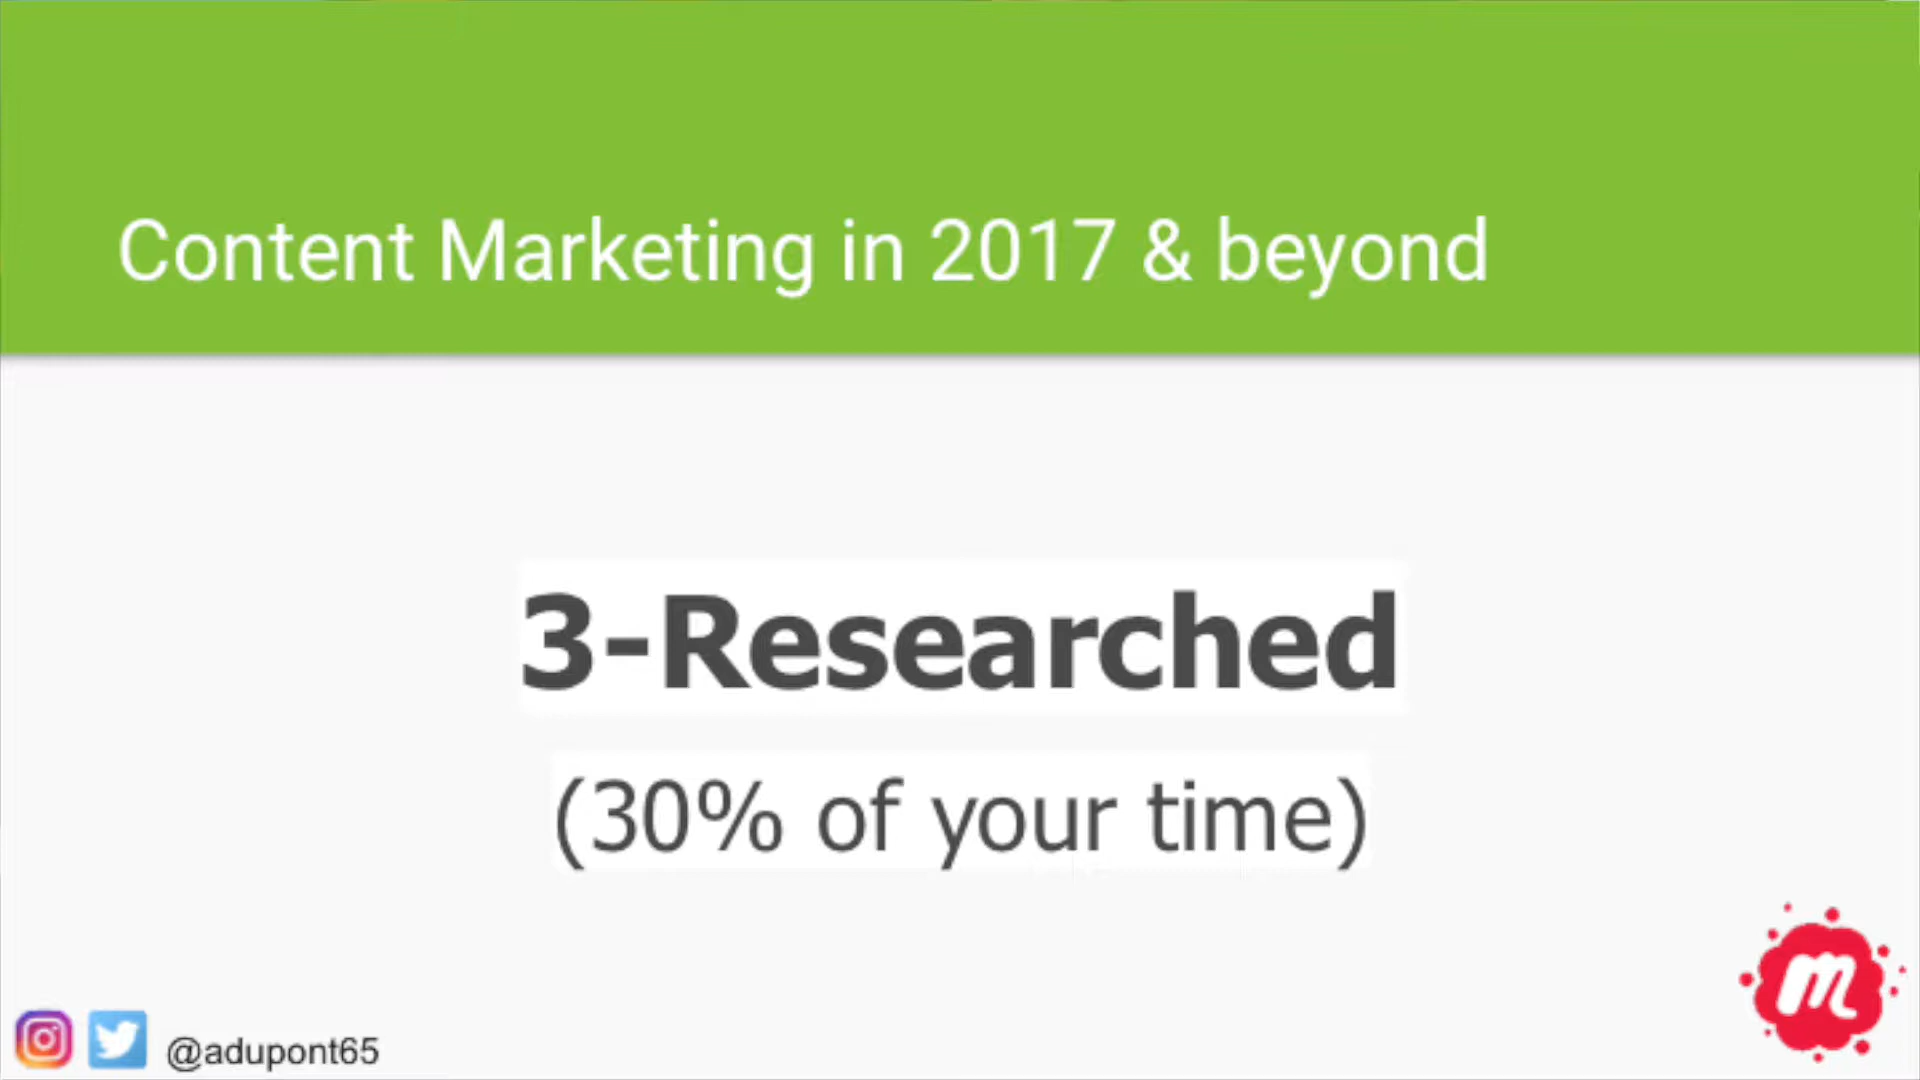 Content Marketing in 2017 & beyond
3-Researched
(30% of your time)
m
@adupont65